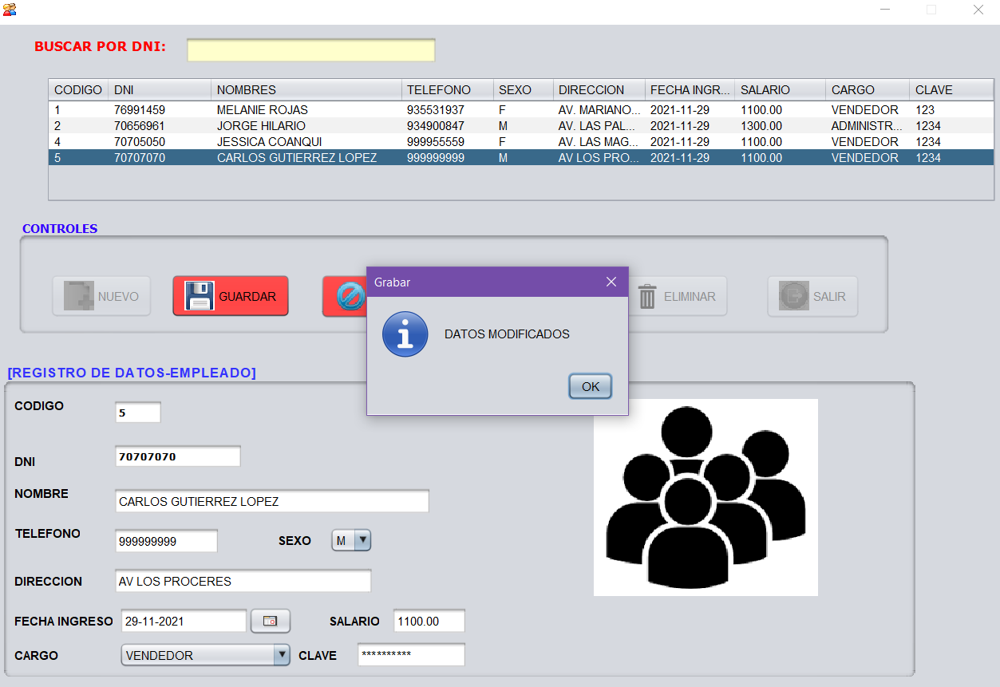 BUSCAR POR DNI:
CODIGO DNI NOMBRES TELEFONO SEXO DIRECCION FECHA INGR... SALARIO CARGO CLAVE
1 76991459 MELANIE ROJAS 935531937 F AV. MARIANO... 2021-11-29 1100.00 VENDEDOR 123
2 70656961 JORGE HILARIO 934900847 M AV. LAS PAL... 2021-11-29 1300.00 ADMINISTR... 1234
4 70705050 JESSICA COANQUI 999955559 F AV. LAS MAG... 2021-11-29 1100.00 VENDEDOR 1234
5 70707070 CARLOS GUTIERREZ LOPEZ 999999999 M AV LOS PRO... 2021-11-29 1100.00 VENDEDOR 1234
CONTROLES
NUEVO GUARDAR ELIMINAR SALIR
Grabar
DATOS MODIFICADOS
OK
[REGISTRO DE DATOS-EMPLEADO]
CODIGO 5
DNI 70707070
NOMBRE CARLOS GUTIERREZ LOPEZ
TELEFONO 999999999 SEXO M
DIRECCION AV LOS PROCERES
FECHA INGRESO 29-11-2021 SALARIO 1100.00
CARGO VENDEDOR CLAVE **********